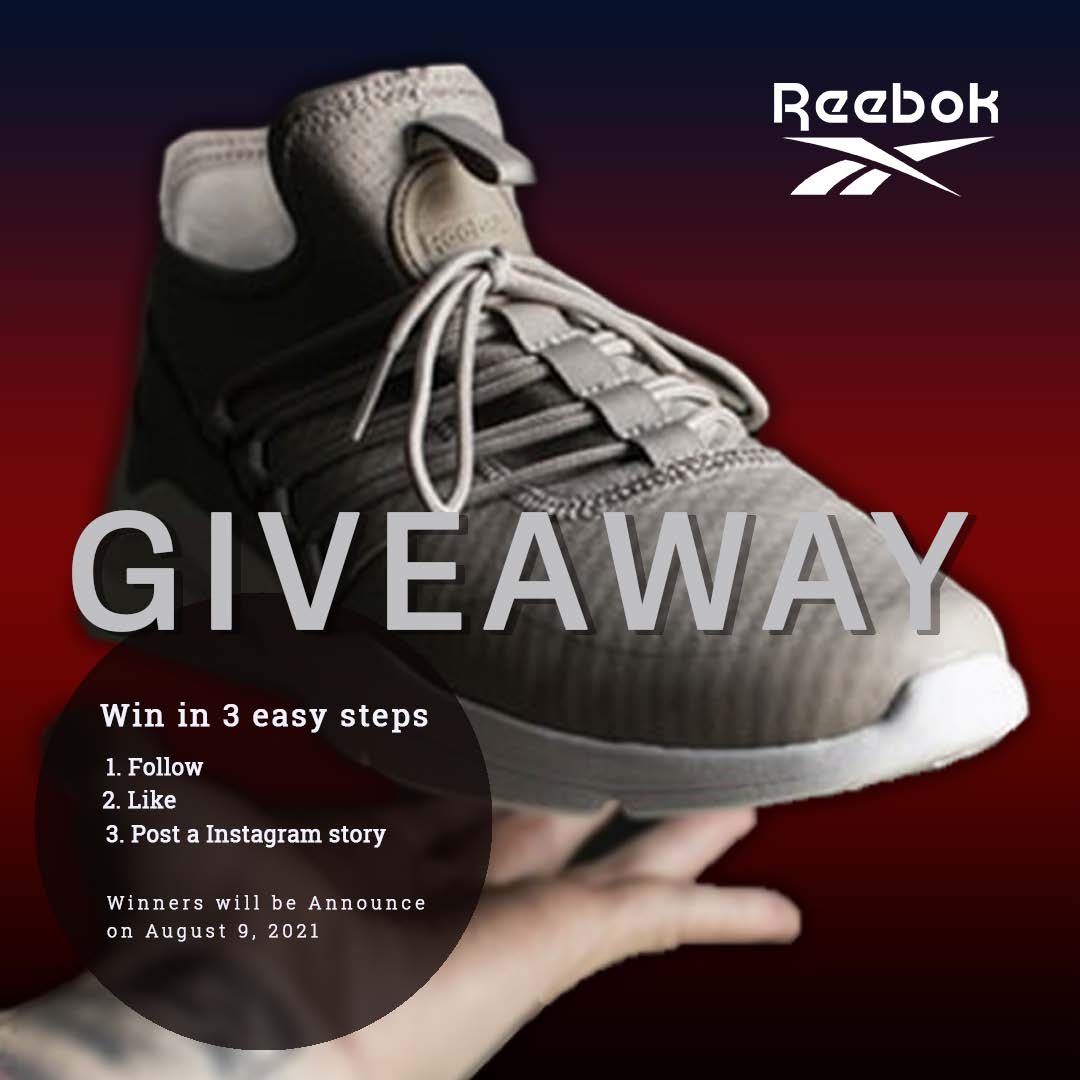 Reebok
Reebok
GIVEAWAY
Win in 3 easy steps
1. Follow
2. Like
3. Post a Instagram story
Winners will be Announce
on August 9, 2021